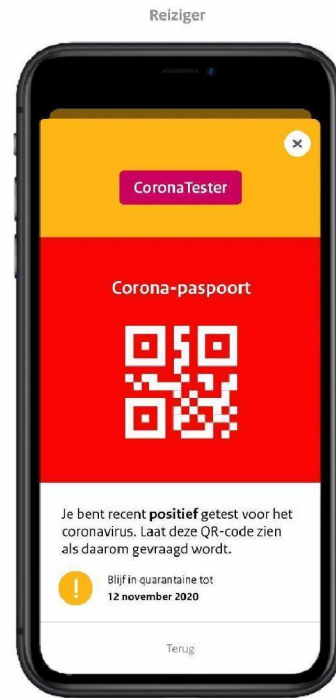 Reiziger
CoronaTester
Corona-paspoort
Je bent recent positief getest voor het
coronavirus. Laat deze QR-code zien
als daarom gevraagd wordt.
Blijf in quarantaine tot
12 november 2020
Terug